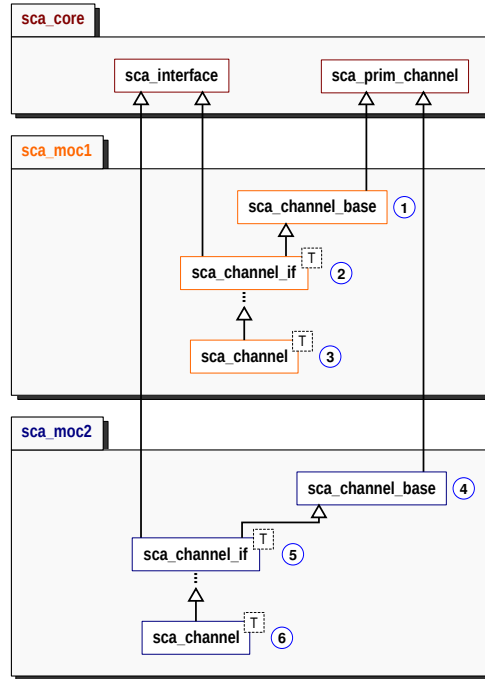 sca_core
sca_interface
sca_prim_channel
sca_moc1
sca_channel_base
1
T
sca_channel_if
2
T
sca_channel
3
sca_moc2
sca_channel_base
4
T
sca_channel_if
5
T
sca_channel
6